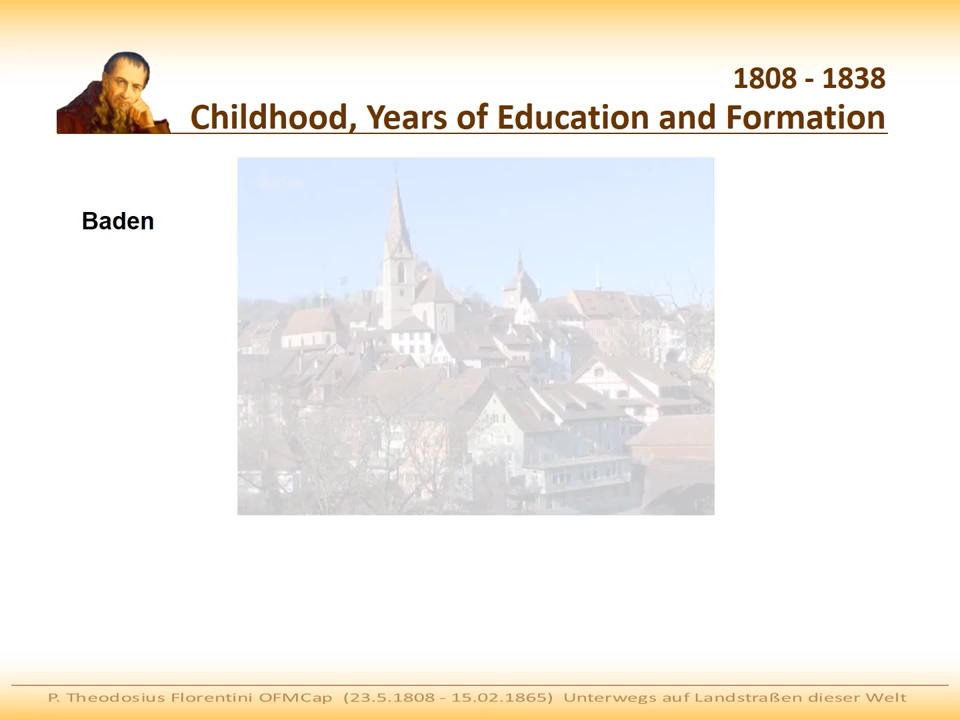 1808 - 1838
Childhood, Years of Education and Formation
Baden
P. Theodosius Florentini OFMCap (23.5.1808 - 15.02.1865) Unterwegs auf Landstraßen dieser Welt